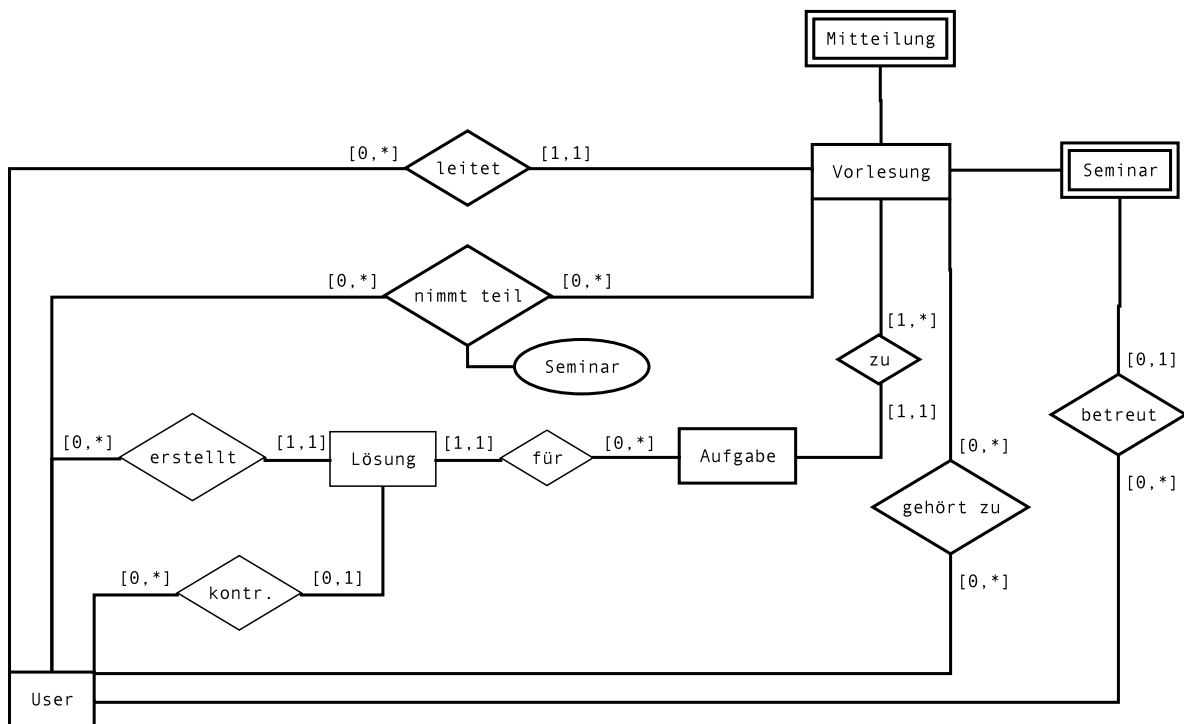 Mitteilung
[0,*]
leitet
[1,1]
Vorlesung
Seminar
[0,*]
nimmt teil
[0,*]
[1,*]
Seminar
zu
[0,1]
[1,1]
betreut
[0,*]
erstellt
[1,1]
Lösung
[1,1]
für
[0,*]
Aufgabe
[0,*]
[0,*]
gehört zu
[0,*]
kontr.
[0,1]
[0,*]
User